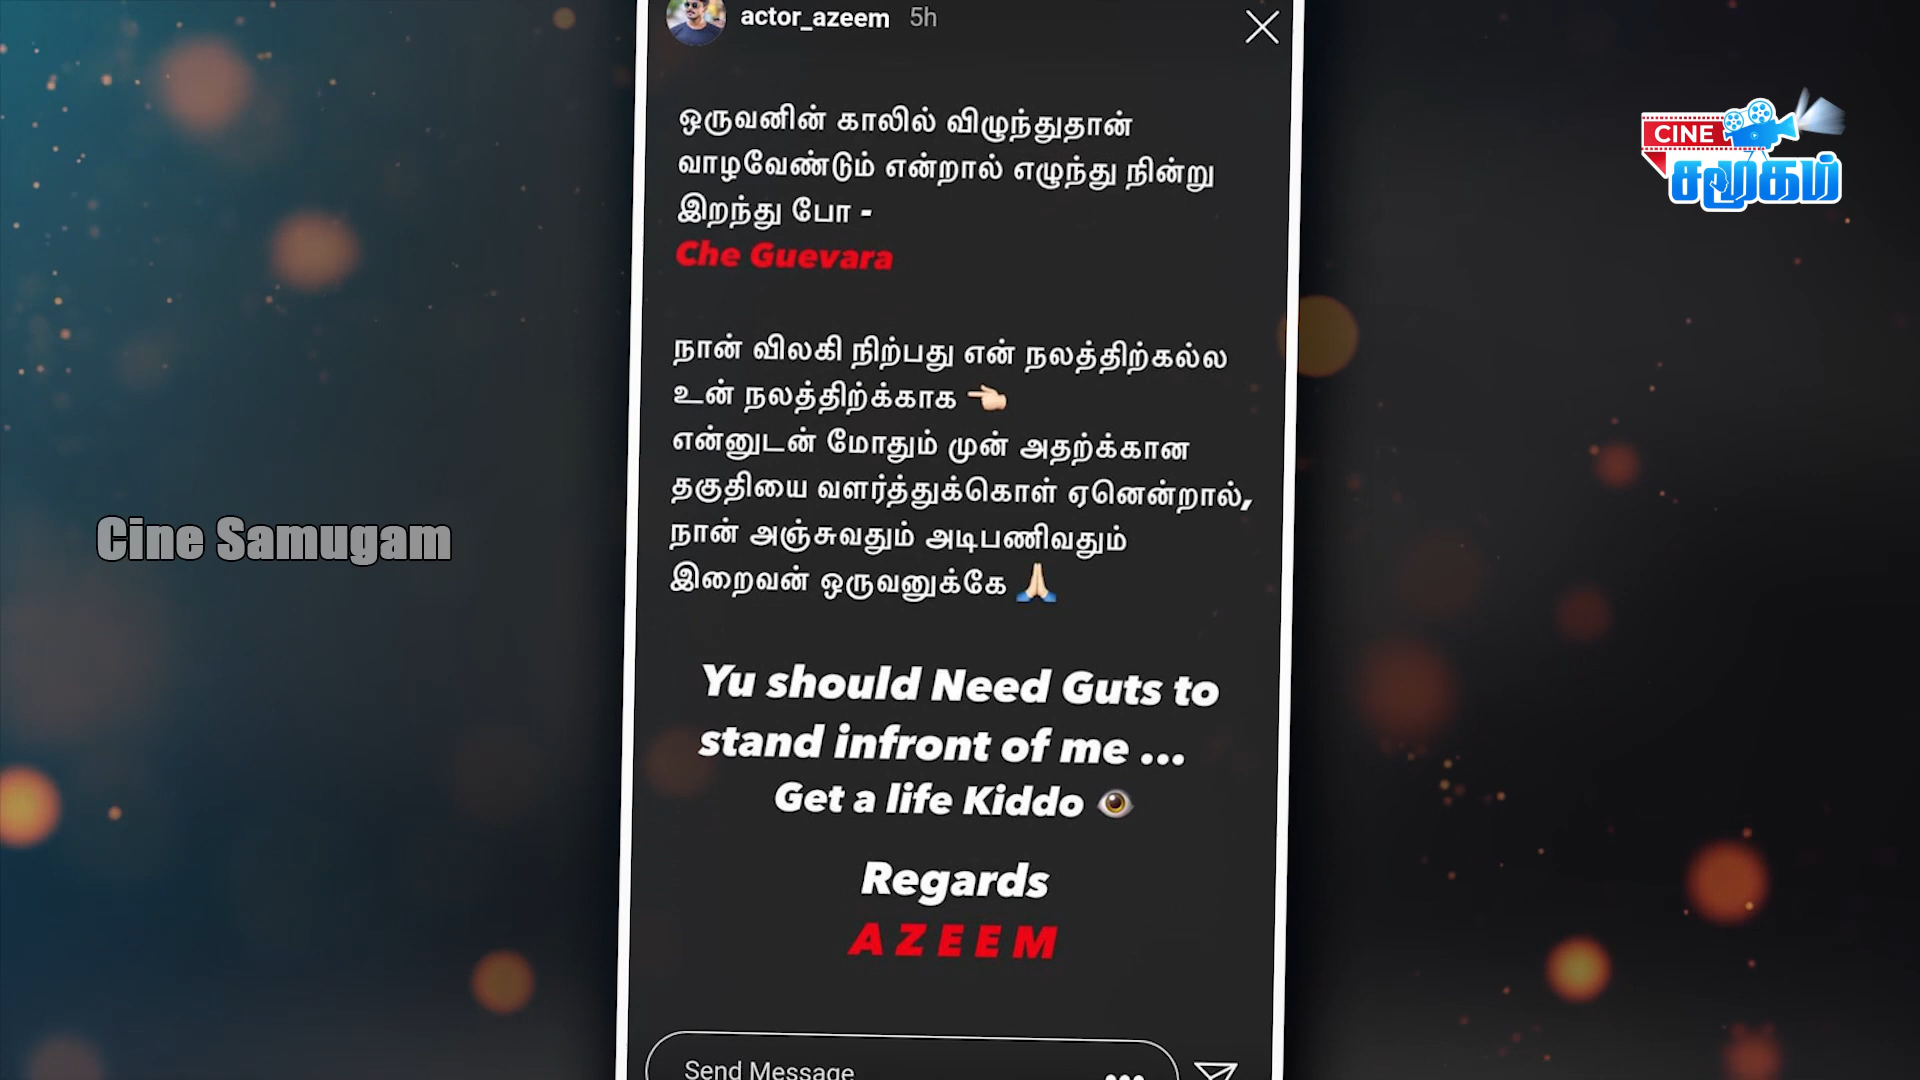 actor_azeem 5h
CINE
சமூகம்
ஒருவனின் காலில் விழுந்துதான்
வாழவேண்டும் என்றால் எழுந்து நின்று
இறந்து போ -
Che Guevara
நான் விலகி நிற்பது என் நலத்திற்கல்ல
உன் நலத்திற்க்காக 👈🏻
என்னுடன் மோதும் முன் அதற்க்கான
தகுதியை வளர்த்துக்கொள் ஏனென்றால்,
நான் அஞ்சுவதும் அடிபணிவதும்
இறைவன் ஒருவனுக்கே 🙏🏻
Cine Samugam
Yu should Need Guts to
stand infront of me ...
Get a life Kiddo 👁
Regards
A Z E E M
Send Message